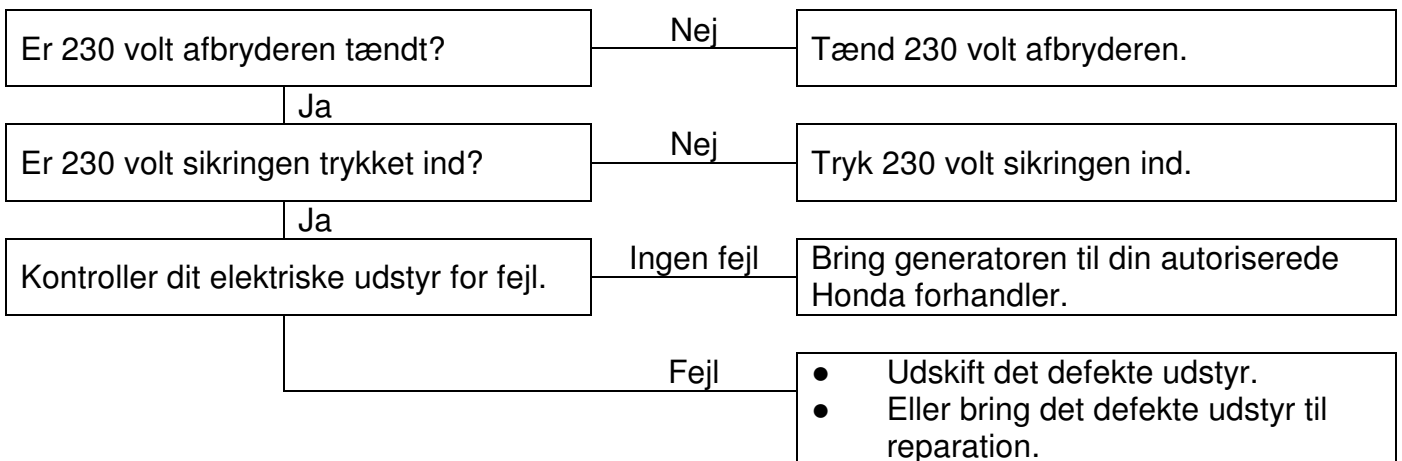 Er 230 volt afbryderen tændt?
Nej
Tænd 230 volt afbryderen.
Ja
Er 230 volt sikringen trykket ind?
Nej
Tryk 230 volt sikringen ind.
Ja
Kontroller dit elektriske udstyr for fejl.
Ingen fejl
Bring generatoren til din autoriserede
Honda forhandler.
Fejl
● Udskift det defekte udstyr.
● Eller bring det defekte udstyr til
reparation.